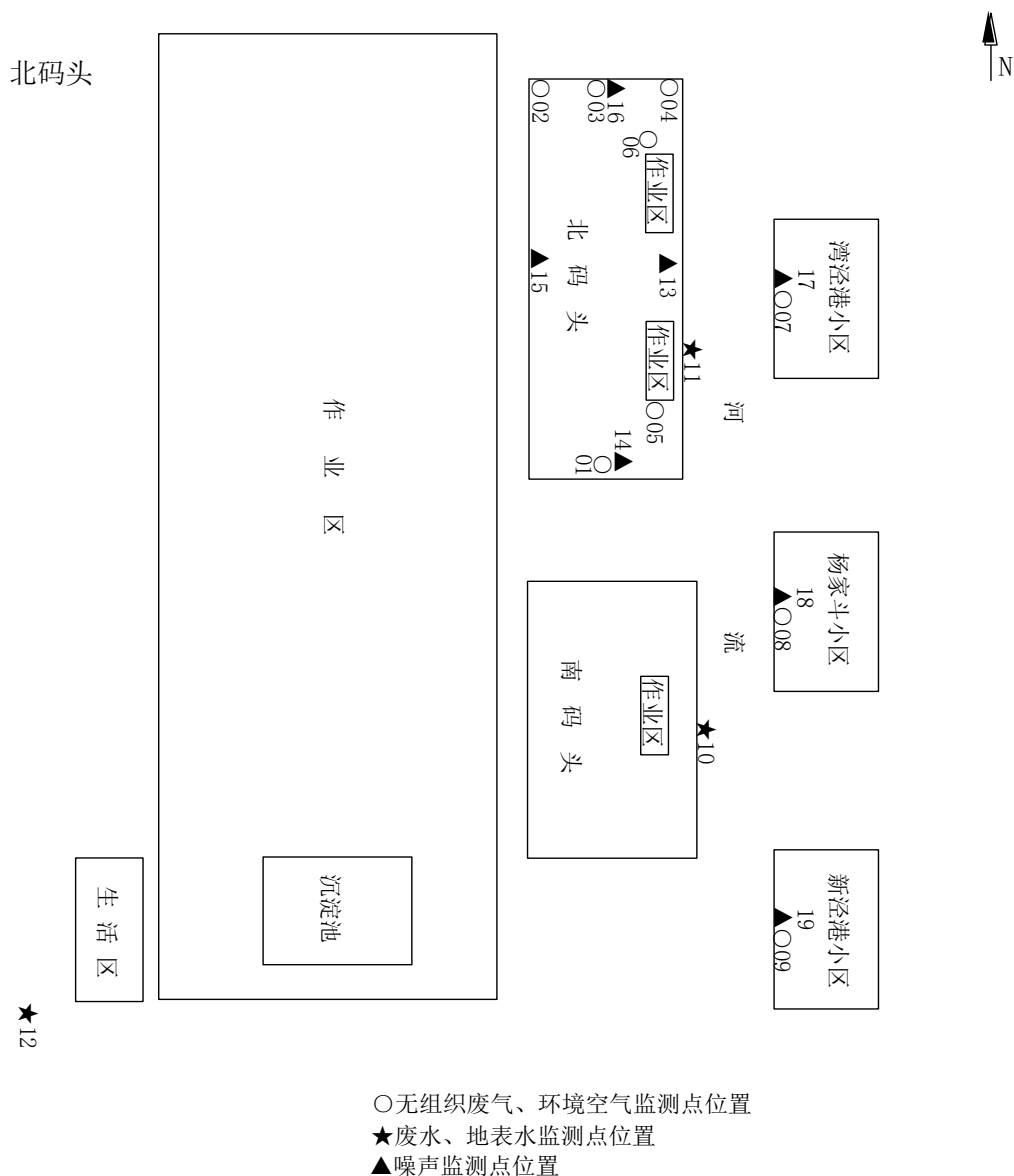 北码头
N
○02
○03
▲16
○04
○06
作业区
北码头
▲15
▲13
作业区
★11
○05
▲14
○01
湾泾港小区
▲17
○07
河
作业区
杨家斗小区
▲18
○08
流
南码头
作业区
★10
新泾港小区
▲19
○09
沉淀池
生活区
★12
○无组织废气、环境空气监测点位置
★废水、地表水监测点位置
▲噪声监测点位置